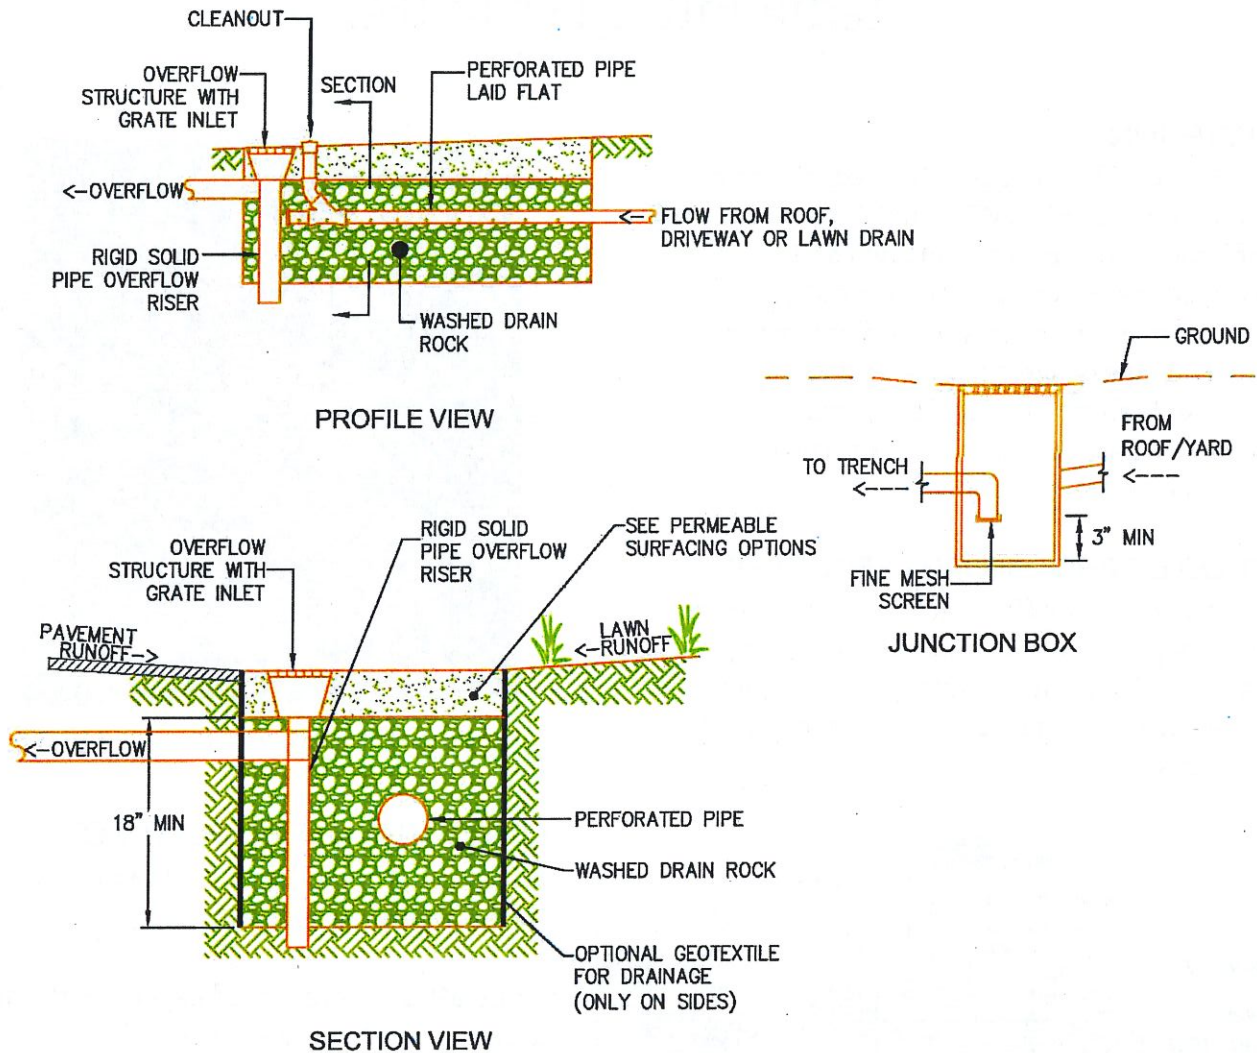 CLEANOUT
OVERFLOW
STRUCTURE WITH
GRATE INLET
SECTION
PERFORATED PIPE
LAID FLAT
<-OVERFLOW
<- FLOW FROM ROOF,
DRIVEWAY OR LAWN DRAIN
RIGID SOLID
PIPE OVERFLOW
RISER
WASHED DRAIN
ROCK
PROFILE VIEW
GROUND
FROM
ROOF/YARD
<---
TO TRENCH
<---
3" MIN
FINE MESH
SCREEN
JUNCTION BOX
OVERFLOW
STRUCTURE WITH
GRATE INLET
RIGID SOLID
PIPE OVERFLOW
RISER
SEE PERMEABLE
SURFACING OPTIONS
PAVEMENT
RUNOFF->
LAWN
<-RUNOFF
<-OVERFLOW
18" MIN
PERFORATED PIPE
WASHED DRAIN ROCK
OPTIONAL GEOTEXTILE
FOR DRAINAGE
(ONLY ON SIDES)
SECTION VIEW